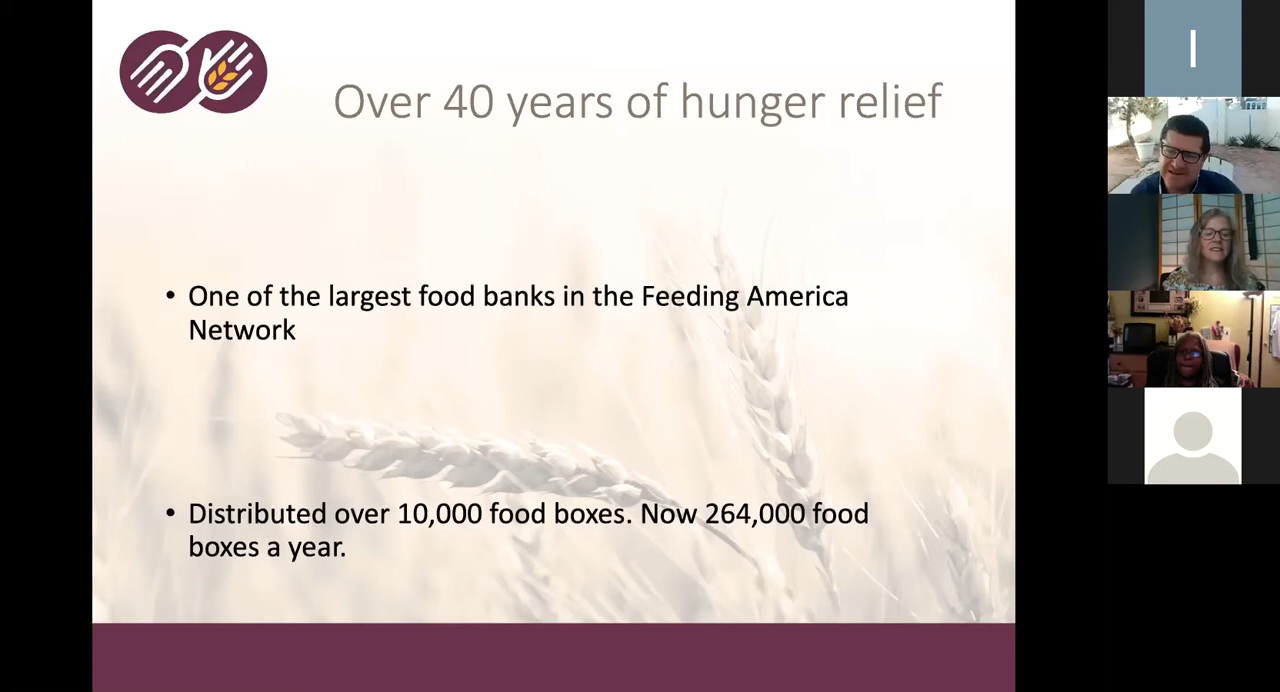 Over 40 years of hunger relief
• One of the largest food banks in the Feeding America
Network
• Distributed over 10,000 food boxes. Now 264,000 food
boxes a year.
I